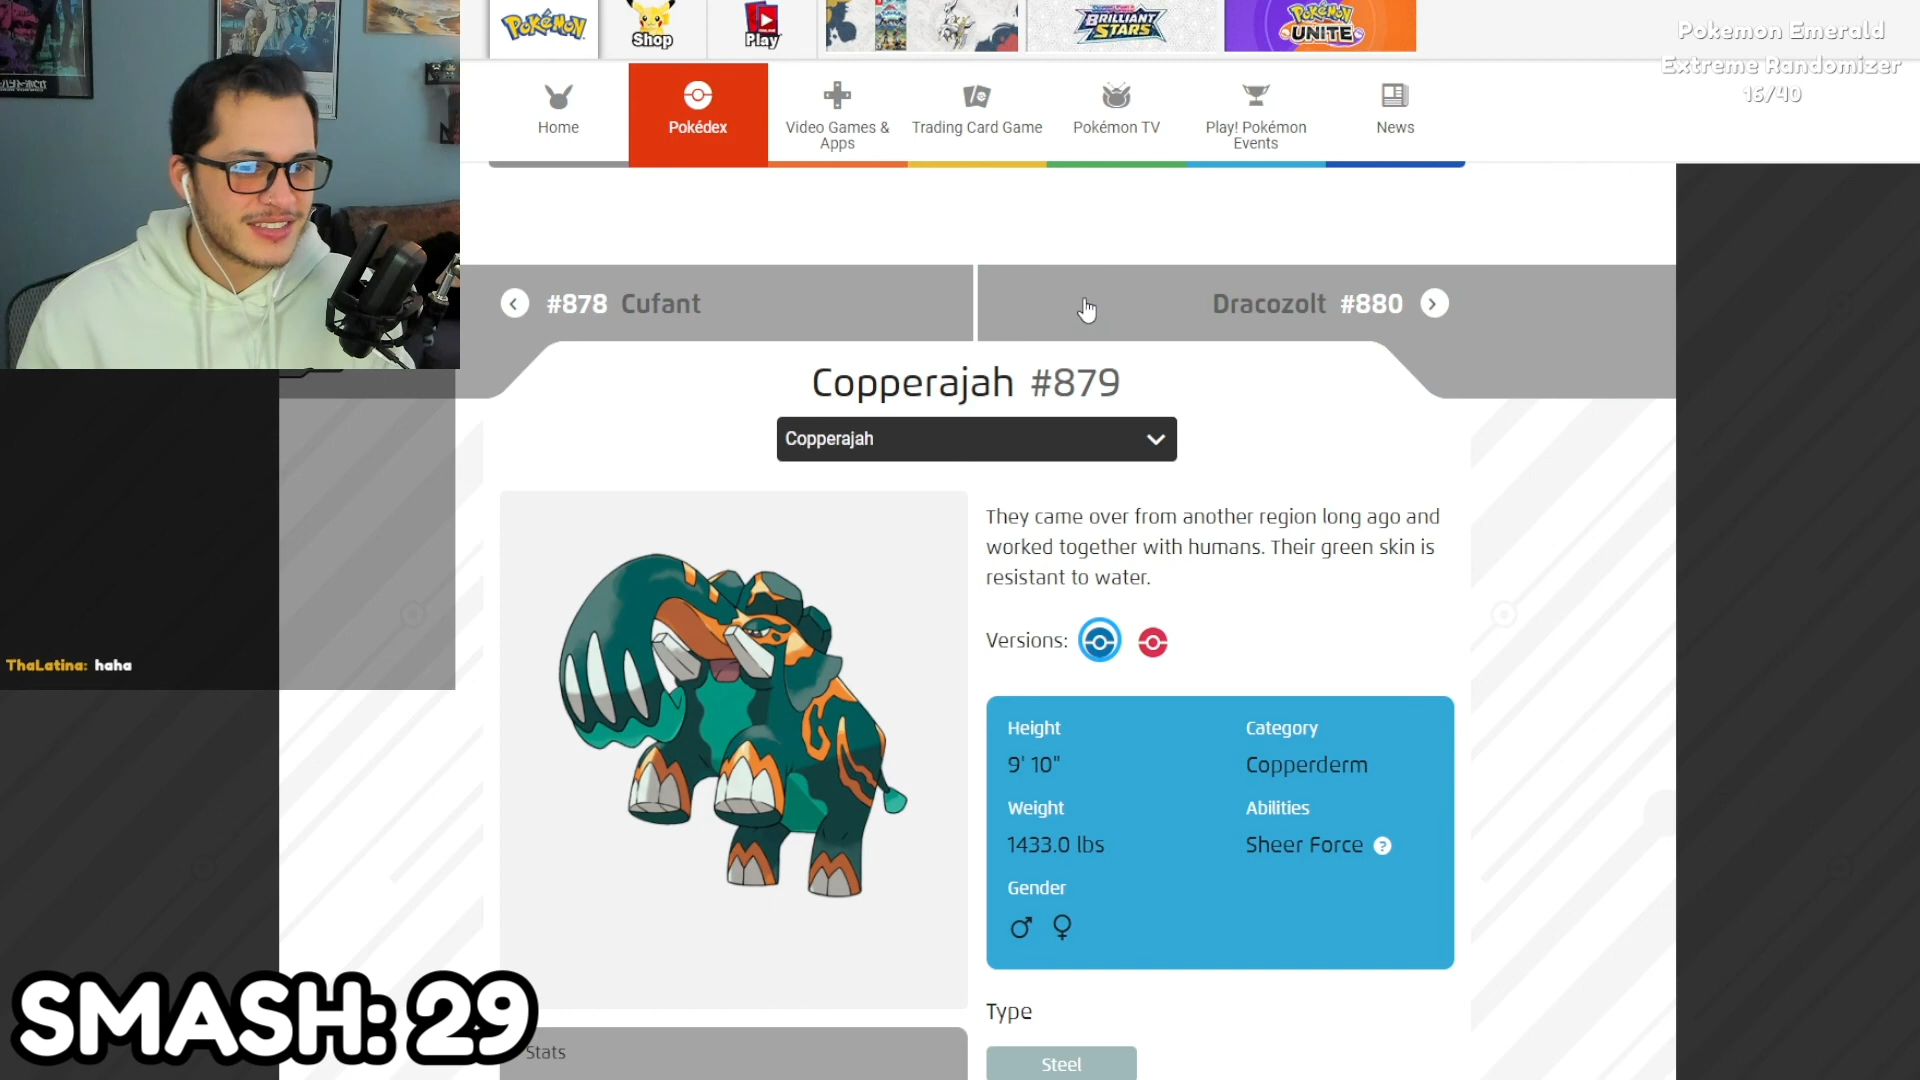 Pokémon
Shop
Play
BRILLIANT
STARS
Pokémon
UNITE
Pokemon Emerald
Extreme Randomizer
16/40
Home
Pokédex
Video Games &
Apps
Trading Card Game
Pokémon TV
Play! Pokémon
Events
News
#878 Cufant
Dracozolt #880
Copperajah #879
Copperajah
They came over from another region long ago and
worked together with humans. Their green skin is
resistant to water.
Versions:
Height
9' 10"
Category
Copperderm
Weight
1433.0 lbs
Abilities
Sheer Force ?
Gender
Type
Steel
ThaLatina: haha
SMASH: 29
Stats